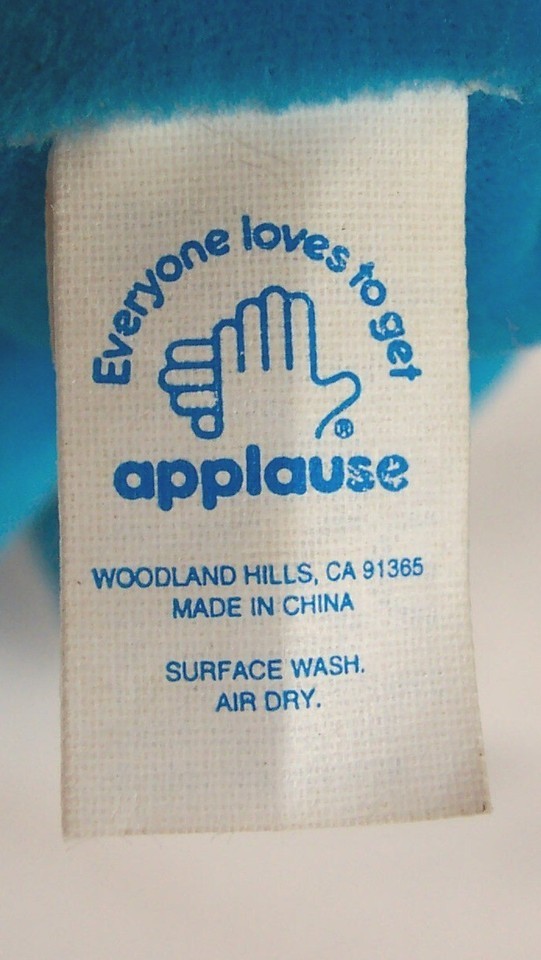 Everyone loves to get
®
applause
WOODLAND HILLS, CA 91365
MADE IN CHINA
SURFACE WASH.
AIR DRY.